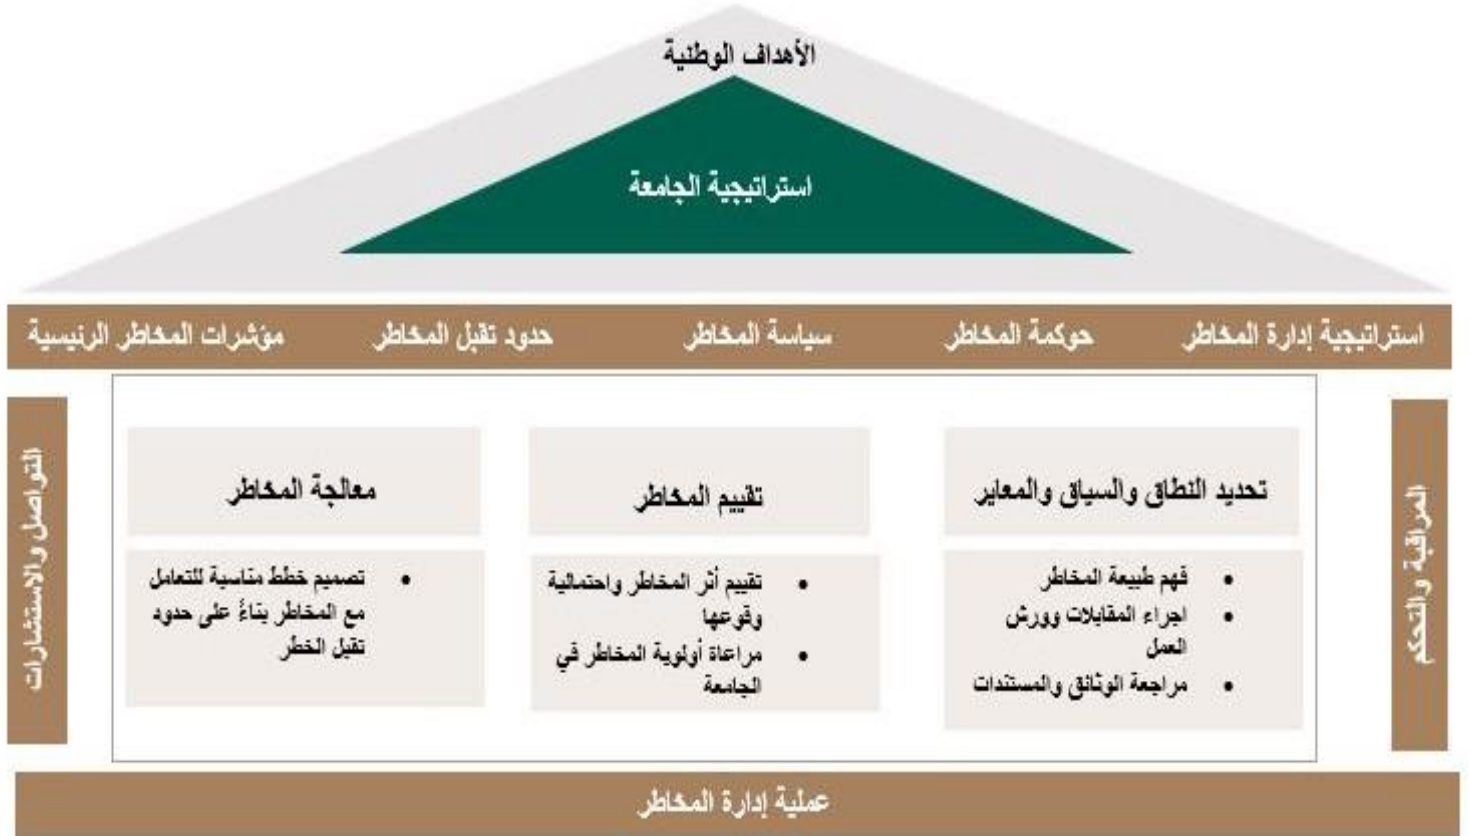 الأهداف الوطنية
استراتيجية الجامعة
استراتيجية إدارة المخاطر
حوكمة المخاطر
سياسة المخاطر
حدود تقبل المخاطر
مؤشرات المخاطر الرئيسية
المراقبة والتحكم
تحديد النطاق والسياق والمعاير
• فهم طبيعة المخاطر
• اجراء المقابلات وورش
العمل
• مراجعة الوثائق والمستندات
تقييم المخاطر
• تقييم أثر المخاطر واحتمالية
وقوعها
• مراعاة أولوية المخاطر في
الجامعة
معالجة المخاطر
• تصميم خطط مناسبة للتعامل
مع المخاطر بناءً على حدود
تقبل الخطر
التواصل والاستشارات
عملية إدارة المخاطر